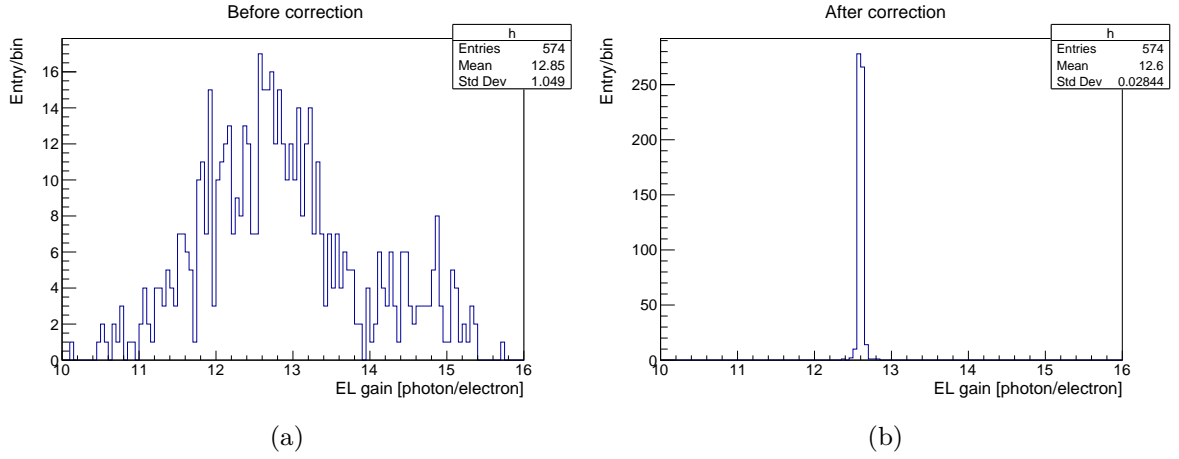 Before correction
h
Entries 574
Mean 12.85
Std Dev 1.049
Entry/bin
16
14
12
10
8
6
4
2
0
10 11 12 13 14 15 16
EL gain [photon/electron]
(a)
After correction
h
Entries 574
Mean 12.6
Std Dev 0.02844
Entry/bin
250
200
150
100
50
0
10 11 12 13 14 15 16
EL gain [photon/electron]
(b)